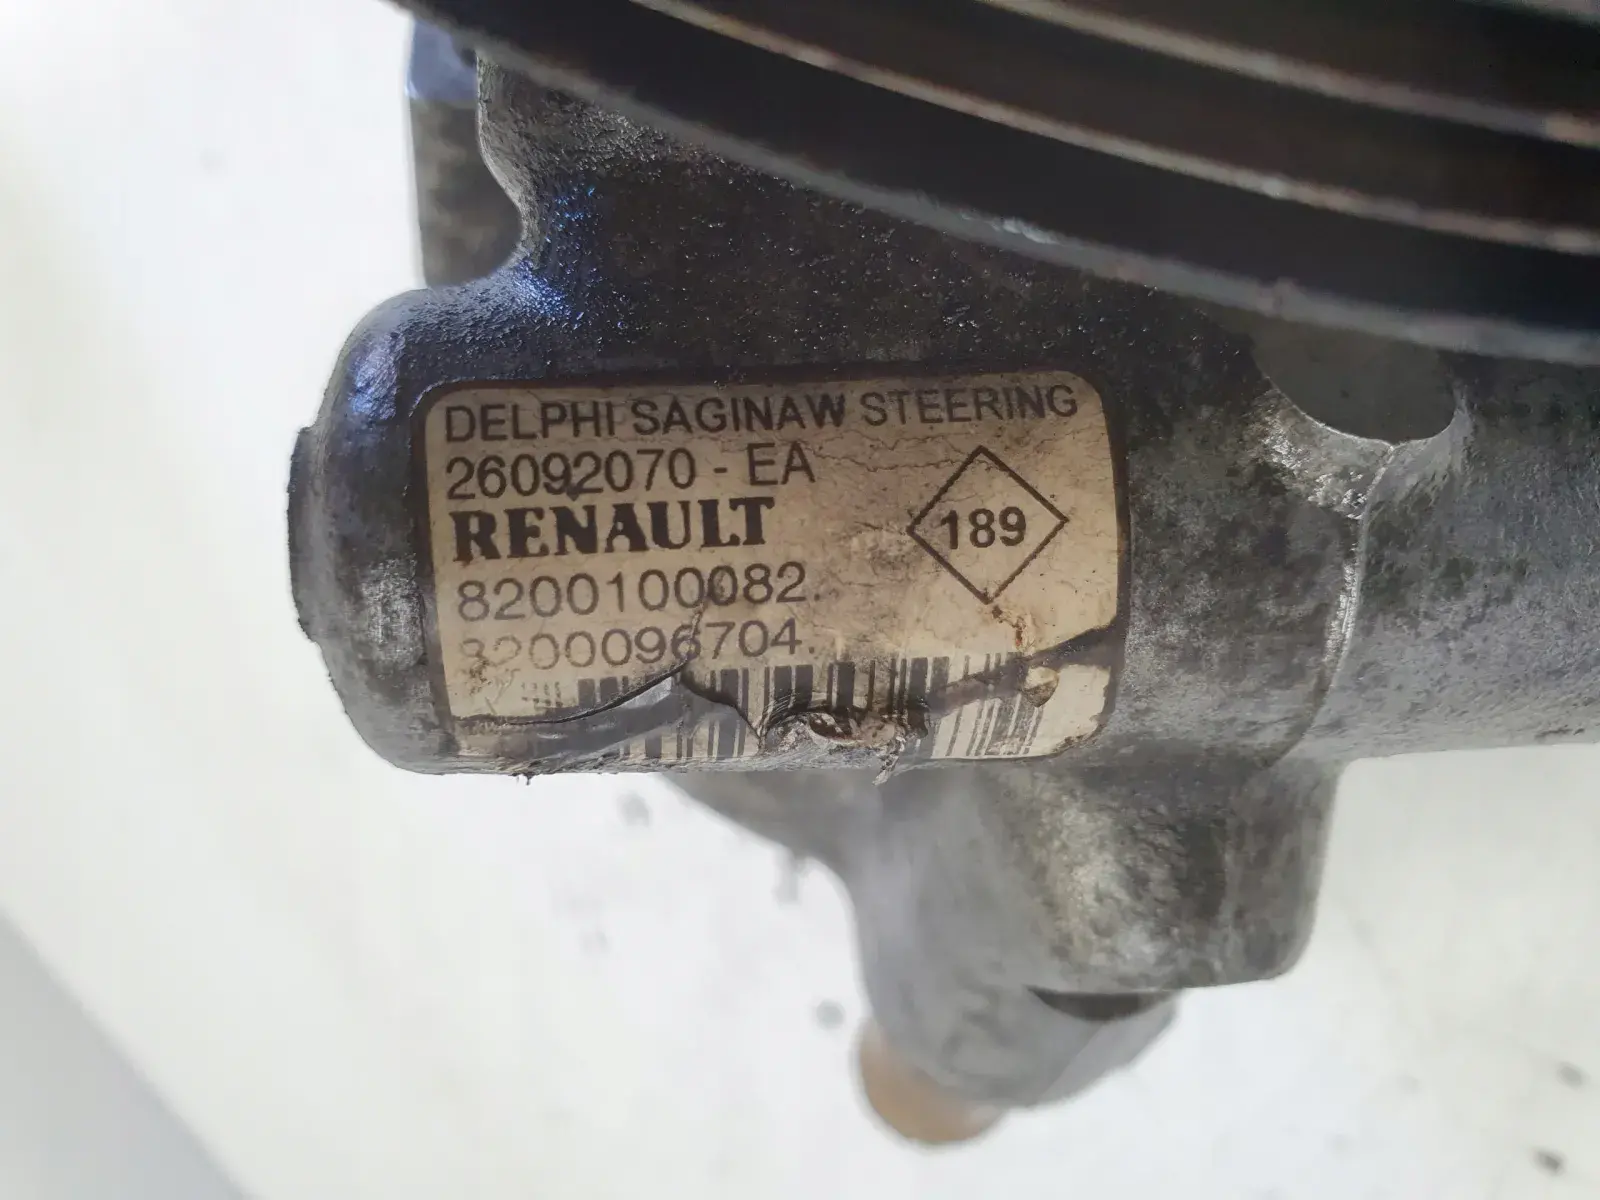 DELPHI SAGINAW STEERING
26092070 - EA
RENAULT
189
8200100082.
8200096704.